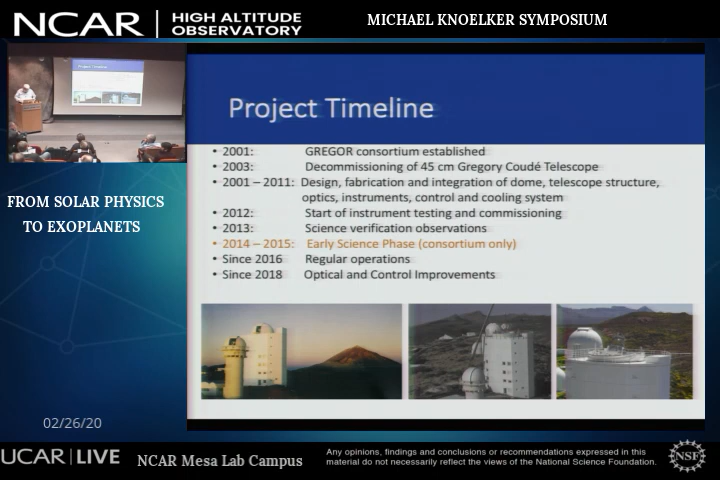 NCAR
HIGH ALTITUDE
OBSERVATORY
MICHAEL KNOELKER SYMPOSIUM
FROM SOLAR PHYSICS
TO EXOPLANETS
02/26/20
Project Timeline
• 2001: GREGOR consortium established
• 2003: Decommissioning of 45 cm Gregory Coudé Telescope
• 2001 – 2011: Design, fabrication and integration of dome, telescope structure,
optics, instruments, control and cooling system
• 2012: Start of instrument testing and commissioning
• 2013: Science verification observations
• 2014 – 2015: Early Science Phase (consortium only)
• Since 2016 Regular operations
• Since 2018 Optical and Control Improvements
UCAR | LIVE
NCAR Mesa Lab Campus
Any opinions, findings and conclusions or recommendations expressed in this
material do not necessarily reflect the views of the National Science Foundation.
NSF